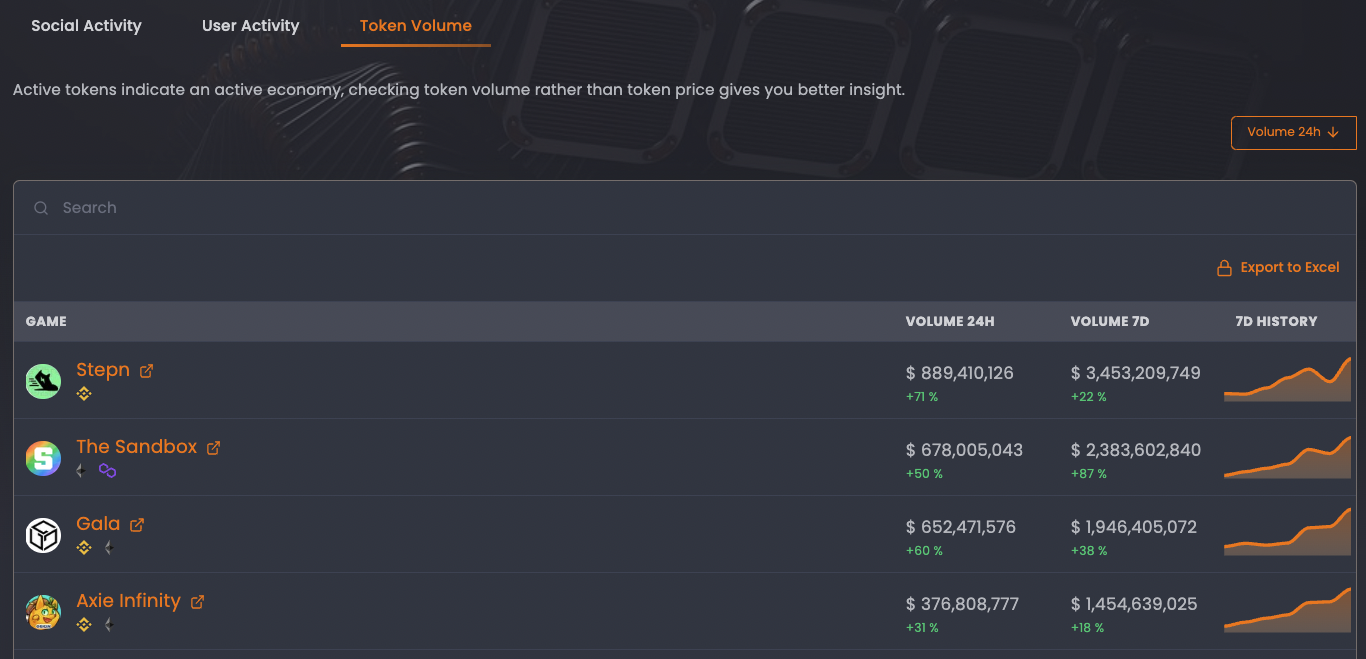 Social Activity User Activity Token Volume
Active tokens indicate an active economy, checking token volume rather than token price gives you better insight.
Volume 24h ↓
Search
Export to Excel
GAME VOLUME 24H VOLUME 7D 7D HISTORY
Stepn $ 889,410,126 $ 3,453,209,749
+71 % +22 %
The Sandbox $ 678,005,043 $ 2,383,602,840
+50 % +87 %
Gala $ 652,471,576 $ 1,946,405,072
+60 % +38 %
Axie Infinity $ 376,808,777 $ 1,454,639,025
+31 % +18 %